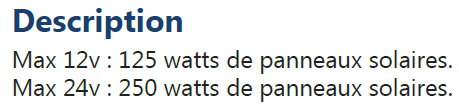 Description
Max 12v : 125 watts de panneaux solaires.
Max 24v : 250 watts de panneaux solaires.